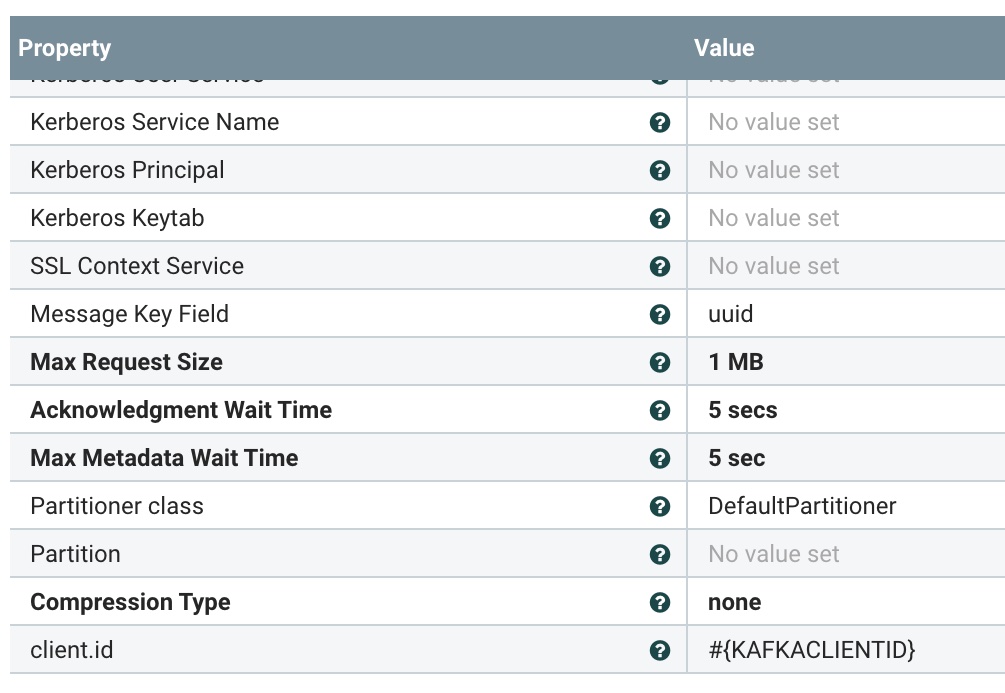 Property Value
Kerberos User Service No value set
Kerberos Service Name No value set
Kerberos Principal No value set
Kerberos Keytab No value set
SSL Context Service No value set
Message Key Field uuid
Max Request Size 1 MB
Acknowledgment Wait Time 5 secs
Max Metadata Wait Time 5 sec
Partitioner class DefaultPartitioner
Partition No value set
Compression Type none
client.id #{KAFKACLIENTID}